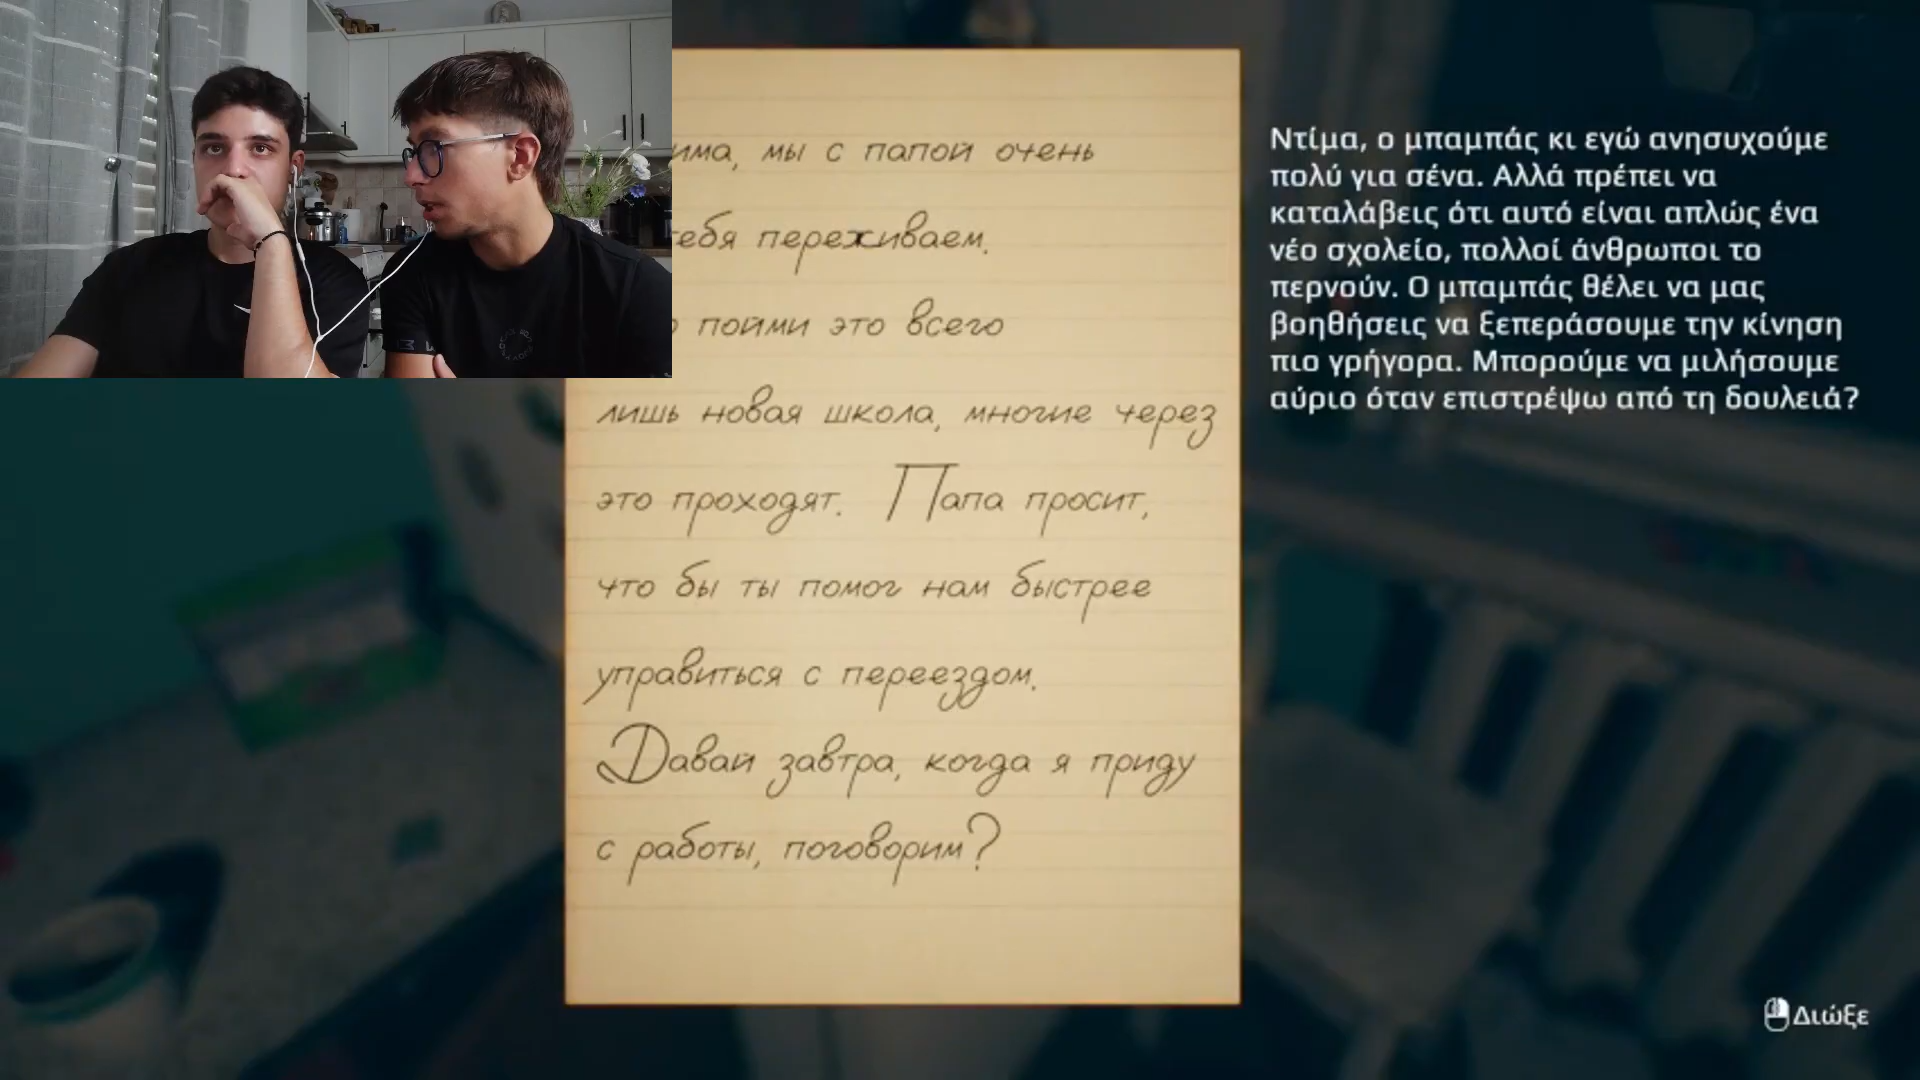 мы с папой очень
переживаем.
пойми это всего
лишь новая школа, многие через
это проходят. Папа просит,
что бы ты помог нам быстрее
управиться с переездом.
Давай завтра, когда я приду
с работы, поговорим?
Ντίμα, ο μπαμπάς κι εγώ ανησυχούμε
πολύ για σένα. Αλλά πρέπει να
καταλάβεις ότι αυτό είναι απλώς ένα
νέο σχολείο, πολλοί άνθρωποι το
περνούν. Ο μπαμπάς θέλει να μας
βοηθήσεις να ξεπεράσουμε την κίνηση
πιο γρήγορα. Μπορούμε να μιλήσουμε
αύριο όταν επιστρέψω από τη δουλειά?
Διώξε